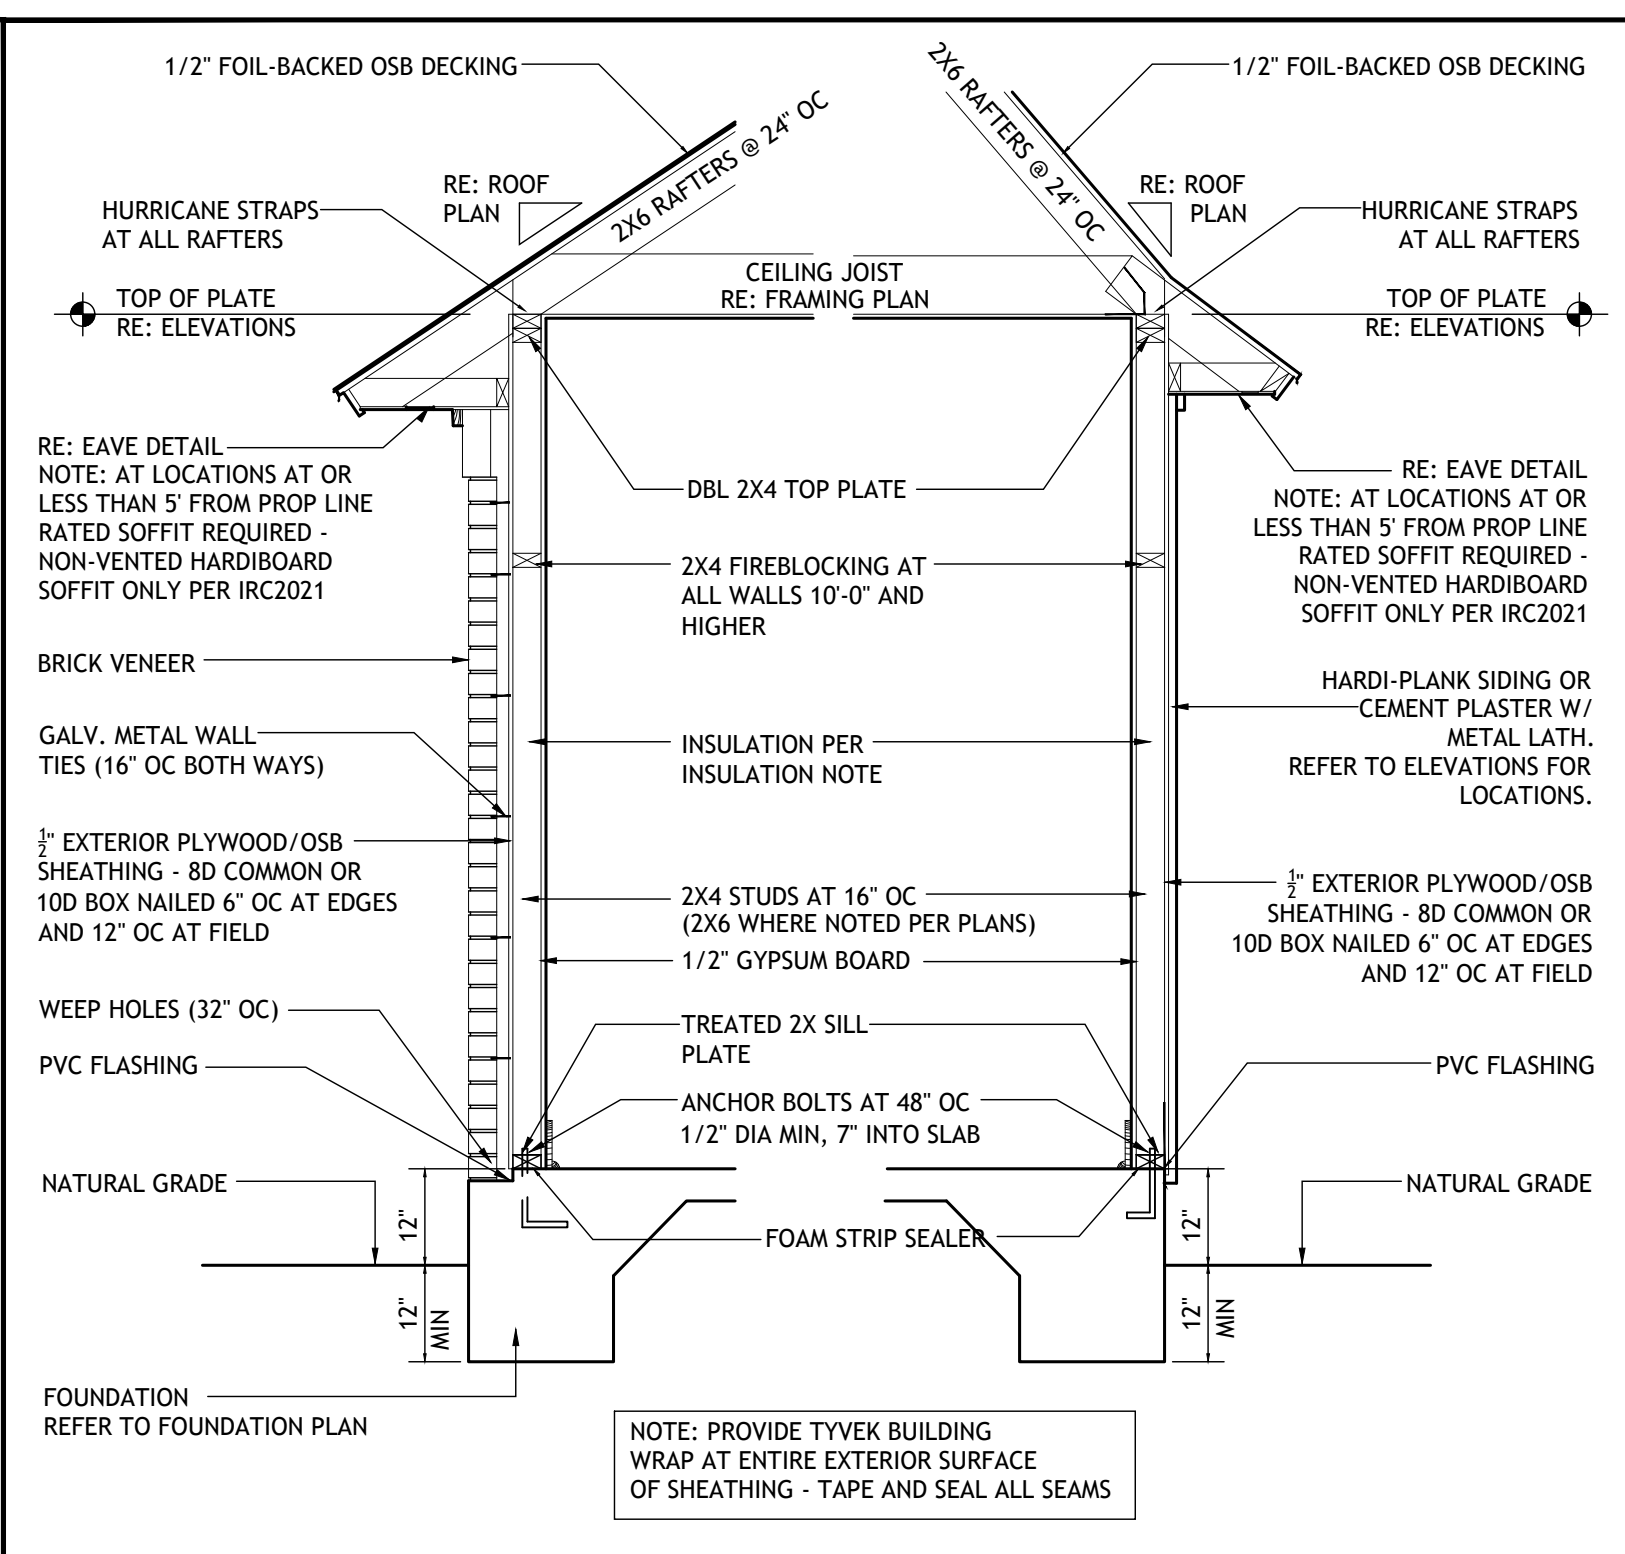 1/2" FOIL-BACKED OSB DECKING
2X6 RAFTERS @ 24" OC
RE: ROOF
PLAN
HURRICANE STRAPS
AT ALL RAFTERS
TOP OF PLATE
RE: ELEVATIONS
RE: EAVE DETAIL
NOTE: AT LOCATIONS AT OR
LESS THAN 5' FROM PROP LINE
RATED SOFFIT REQUIRED -
NON-VENTED HARDIBOARD
SOFFIT ONLY PER IRC2021
BRICK VENEER
GALV. METAL WALL
TIES (16" OC BOTH WAYS)
½" EXTERIOR PLYWOOD/OSB
SHEATHING - 8D COMMON OR
10D BOX NAILED 6" OC AT EDGES
AND 12" OC AT FIELD
WEEP HOLES (32" OC)
PVC FLASHING
NATURAL GRADE
12"
12"
MIN
FOUNDATION
REFER TO FOUNDATION PLAN
CEILING JOIST
RE: FRAMING PLAN
DBL 2X4 TOP PLATE
2X4 FIREBLOCKING AT
ALL WALLS 10'-0" AND
HIGHER
INSULATION PER
INSULATION NOTE
2X4 STUDS AT 16" OC
(2X6 WHERE NOTED PER PLANS)
1/2" GYPSUM BOARD
TREATED 2X SILL
PLATE
ANCHOR BOLTS AT 48" OC
1/2" DIA MIN, 7" INTO SLAB
FOAM STRIP SEALER
1/2" FOIL-BACKED OSB DECKING
2X6 RAFTERS @ 24" OC
RE: ROOF
PLAN
HURRICANE STRAPS
AT ALL RAFTERS
TOP OF PLATE
RE: ELEVATIONS
RE: EAVE DETAIL
NOTE: AT LOCATIONS AT OR
LESS THAN 5' FROM PROP LINE
RATED SOFFIT REQUIRED -
NON-VENTED HARDIBOARD
SOFFIT ONLY PER IRC2021
HARDI-PLANK SIDING OR
CEMENT PLASTER W/
METAL LATH.
REFER TO ELEVATIONS FOR
LOCATIONS.
½" EXTERIOR PLYWOOD/OSB
SHEATHING - 8D COMMON OR
10D BOX NAILED 6" OC AT EDGES
AND 12" OC AT FIELD
PVC FLASHING
NATURAL GRADE
12"
12"
MIN
NOTE: PROVIDE TYVEK BUILDING
WRAP AT ENTIRE EXTERIOR SURFACE
OF SHEATHING - TAPE AND SEAL ALL SEAMS